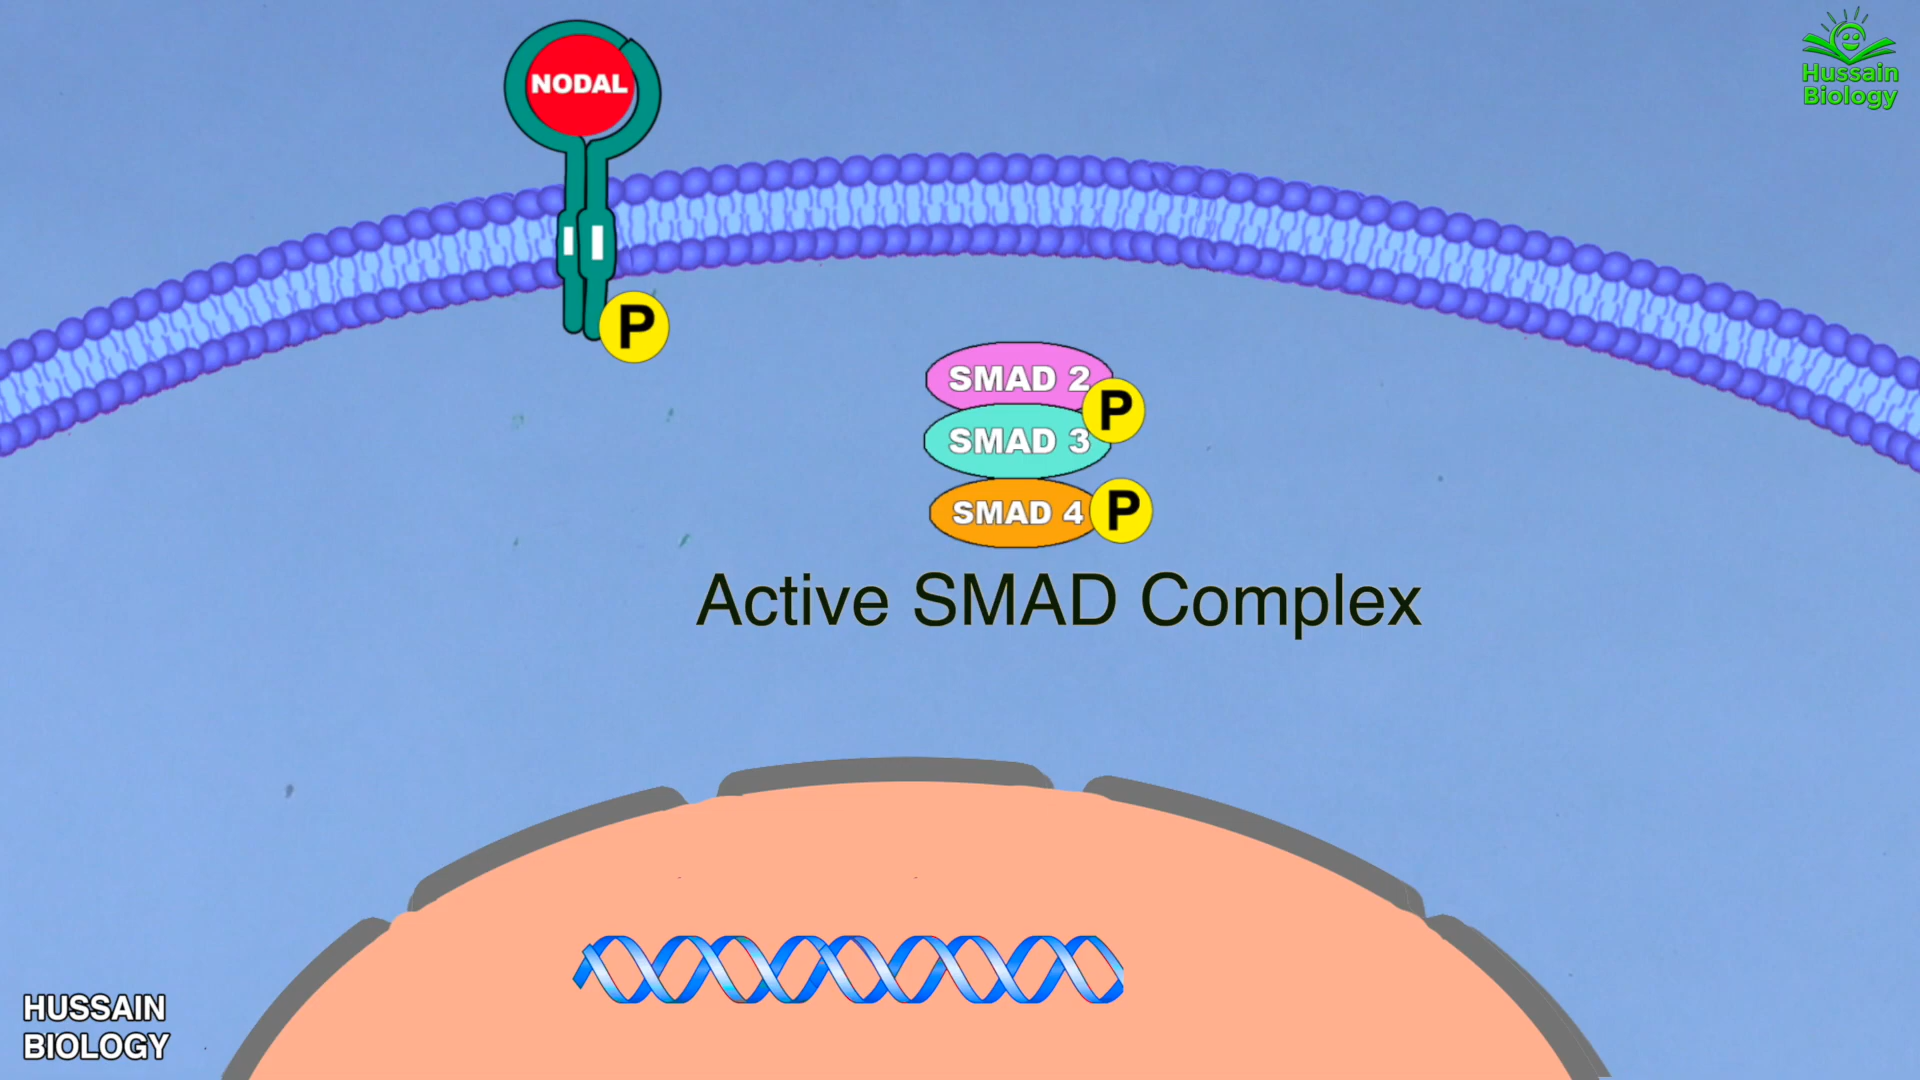 NODAL
Hussain
Biology
P
SMAD 2
P
SMAD 3
SMAD 4 P
Active SMAD Complex
HUSSAIN
BIOLOGY